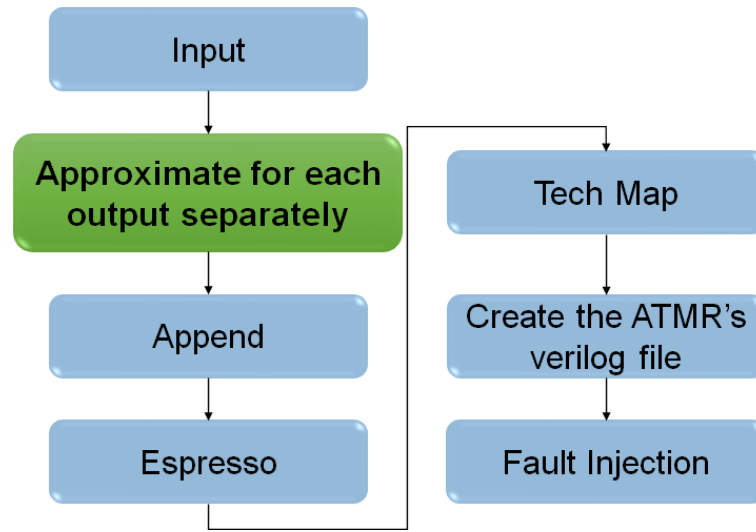 Input
Approximate for each
output separately
Append
Espresso
Tech Map
Create the ATMR's
verilog file
Fault Injection